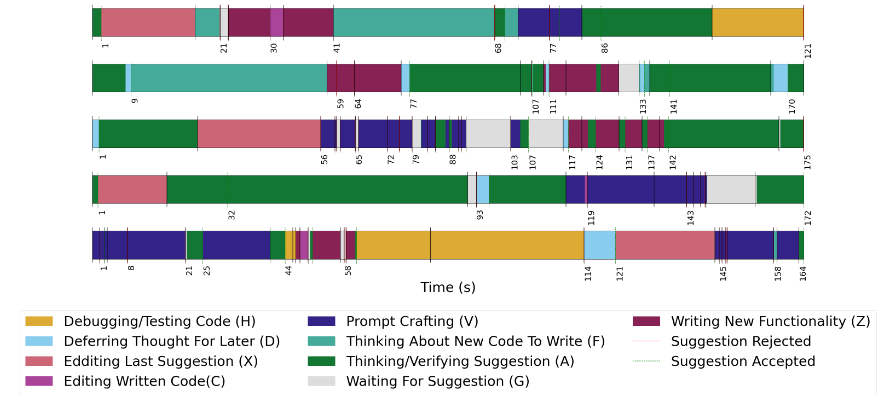 1 21 30 41 68 77 86 121
9 59 64 77 107 111 133 141 170
1 56 65 72 79 88 103 107 117 124 131 137 142 175
1 32 93 119 143 172
1 8 21 25 44 58 114 121 145 158 164
Time (s)
Debugging/Testing Code (H) Prompt Crafting (V) Writing New Functionality (Z)
Deferring Thought For Later (D) Thinking About New Code To Write (F) Suggestion Rejected
Edditing Last Suggestion (X) Thinking/Verifying Suggestion (A) Suggestion Accepted
Editing Written Code(C) Waiting For Suggestion (G)